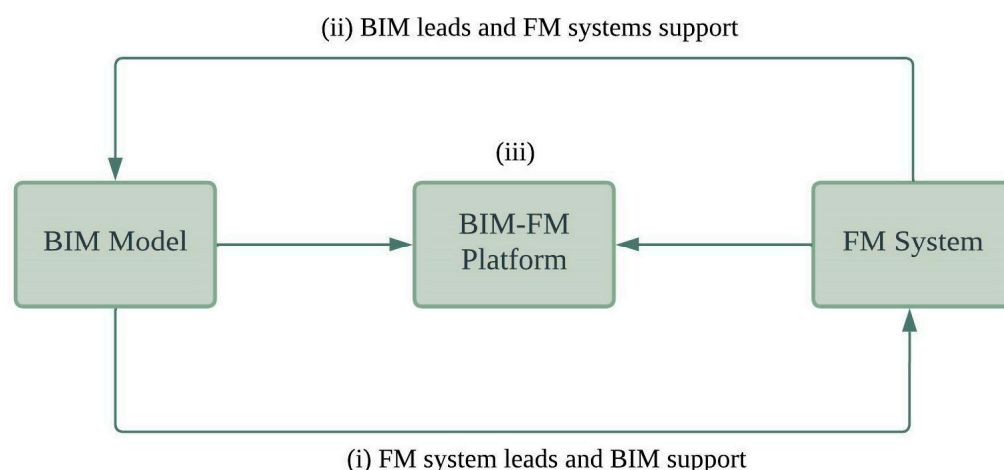 (ii) BIM leads and FM systems support
(iii)
BIM Model
BIM-FM
Platform
FM System
(i) FM system leads and BIM support